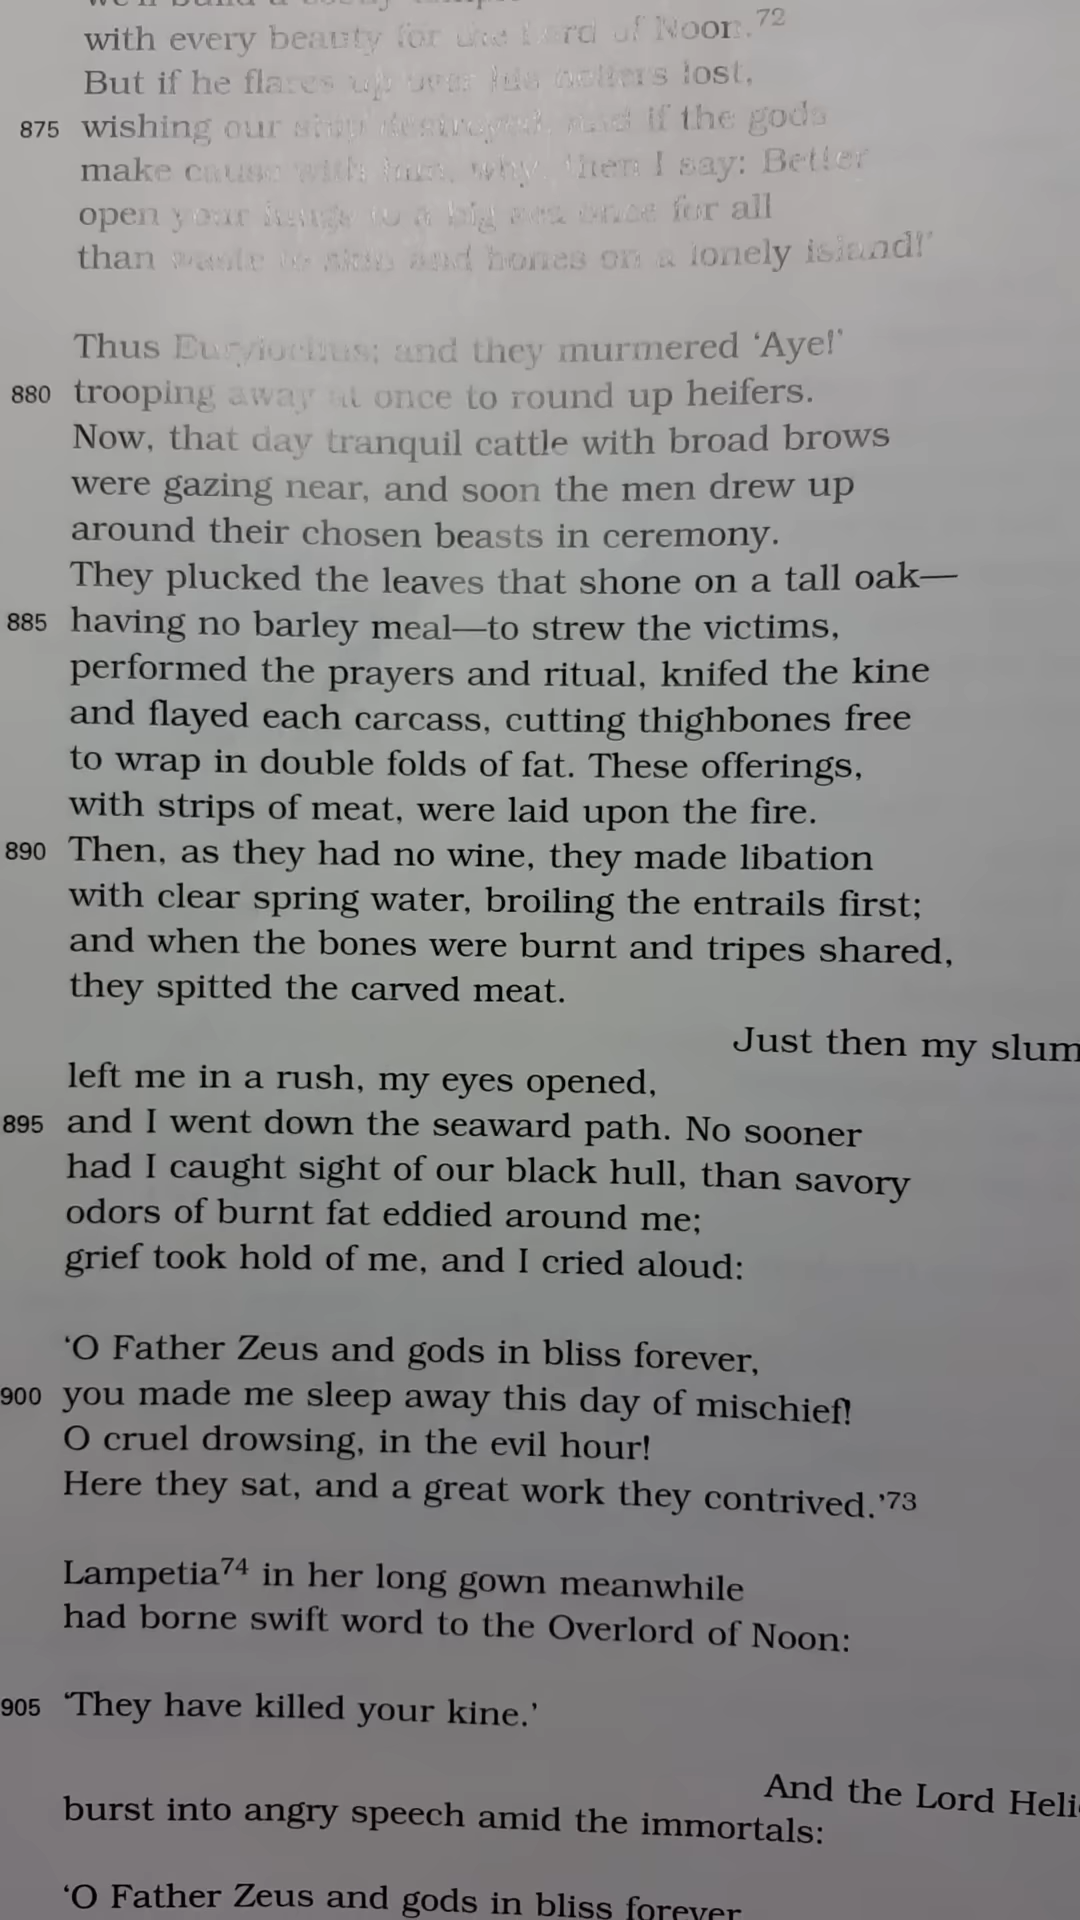 with every beauty for the Lord of Noon.72
But if he flares up over his heifers lost,
875 wishing our ship destroyed, and if the gods
make cause with him, why, then I say: Better
open your lungs to a big sea once for all
than waste to skin and bones on a lonely island!’
Thus Eurylochus; and they murmered ‘Aye!’
880 trooping away at once to round up heifers.
Now, that day tranquil cattle with broad brows
were gazing near, and soon the men drew up
around their chosen beasts in ceremony.
They plucked the leaves that shone on a tall oak—
885 having no barley meal—to strew the victims,
performed the prayers and ritual, knifed the kine
and flayed each carcass, cutting thighbones free
to wrap in double folds of fat. These offerings,
with strips of meat, were laid upon the fire.
890 Then, as they had no wine, they made libation
with clear spring water, broiling the entrails first;
and when the bones were burnt and tripes shared,
they spitted the carved meat.
Just then my slum
left me in a rush, my eyes opened,
895 and I went down the seaward path. No sooner
had I caught sight of our black hull, than savory
odors of burnt fat eddied around me;
grief took hold of me, and I cried aloud:
‘O Father Zeus and gods in bliss forever,
900 you made me sleep away this day of mischief!
O cruel drowsing, in the evil hour!
Here they sat, and a great work they contrived.’73
Lampetia74 in her long gown meanwhile
had borne swift word to the Overlord of Noon:
905 ‘They have killed your kine.’
And the Lord Heli
burst into angry speech amid the immortals:
‘O Father Zeus and gods in bliss forever